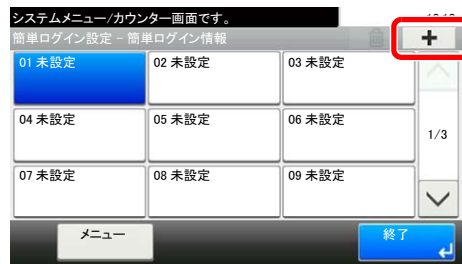 システムメニュー/カウンター画面です。
簡単ログイン設定 - 簡単ログイン情報
+
01 未設定
02 未設定
03 未設定
04 未設定
05 未設定
06 未設定
1/3
07 未設定
08 未設定
09 未設定
メニュー
終了